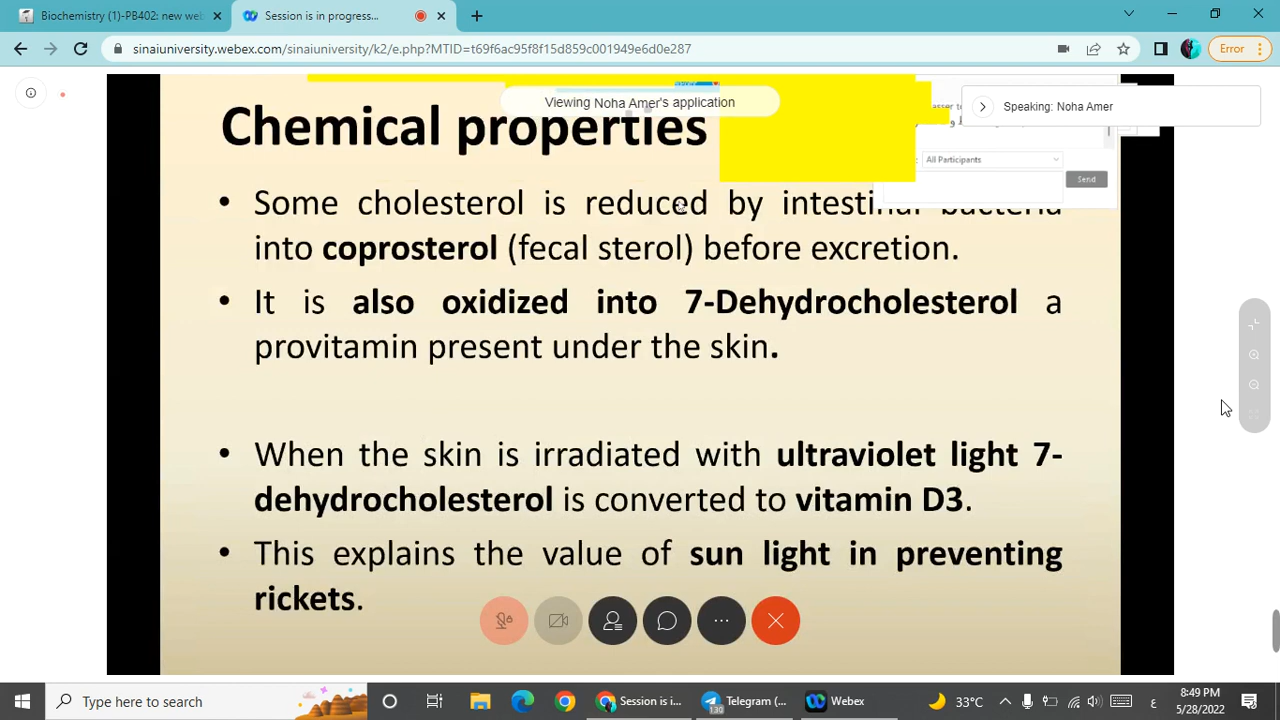 Biochemistry (1)-PB402: new web
Session is in progress...
sinaiuniversity.webex.com/sinaiuniversity/k2/e.php?MTID=t69f6ac95f8f15d859c001949e6d0e287
Error
Viewing Noha Amer's application
Speaking: Noha Amer
All Participants
Send
Chemical properties
• Some cholesterol is reduced by intestinal bacteria
into coprosterol (fecal sterol) before excretion.
• It is also oxidized into 7-Dehydrocholesterol a
provitamin present under the skin.
• When the skin is irradiated with ultraviolet light 7-
dehydrocholesterol is converted to vitamin D3.
• This explains the value of sun light in preventing
rickets.
Type here to search
Session is i...
Telegram (...
130
Webex
33°C
ع
8:49 PM
5/28/2022